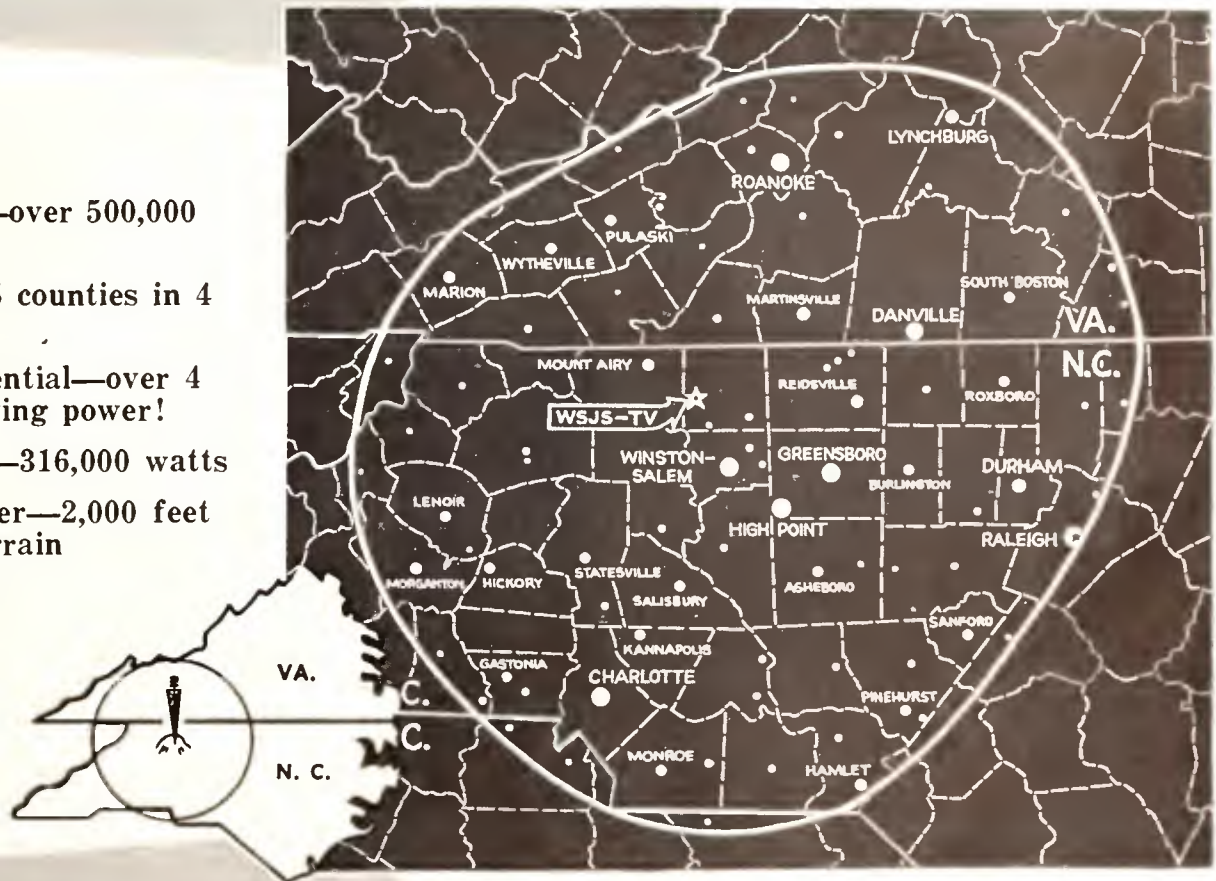 —over 500,000
counties in 4
ential—over 4
ing power!
—316,000 watts
er—2,000 feet
rrain
LYNCHBURG
ROANOKE
PULASKI
WYTHEVILLE
MARION
SOUTH BOSTON
MARTINSVILLE
DANVILLE
VA.
N.C.
MOUNT AIRY
REIDSVILLE
ROXBORO
WSJS-TV
WINSTON-
SALEM
GREENSBORO
BURLINGTON
DURHAM
LENOIR
HIGH POINT
RALEIGH
MORGANTON
HICKORY
STATESVILLE
SALISBURY
ASHEBORO
SANFORD
KANNAPOLIS
GASTONIA
CHARLOTTE
PINEHURST
C.
C.
MONROE
HAMLET
VA.
N. C.